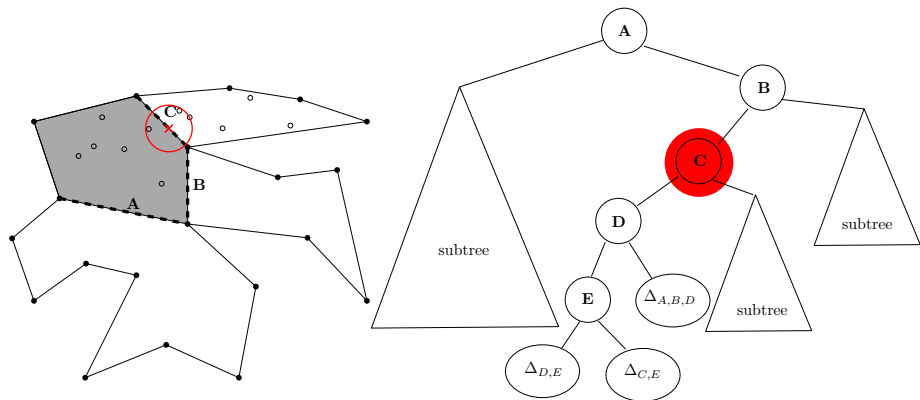 C
B
A
A
B
C
D
E
subtree
subtree
subtree
Δ_{A,B,D}
Δ_{D,E}
Δ_{C,E}